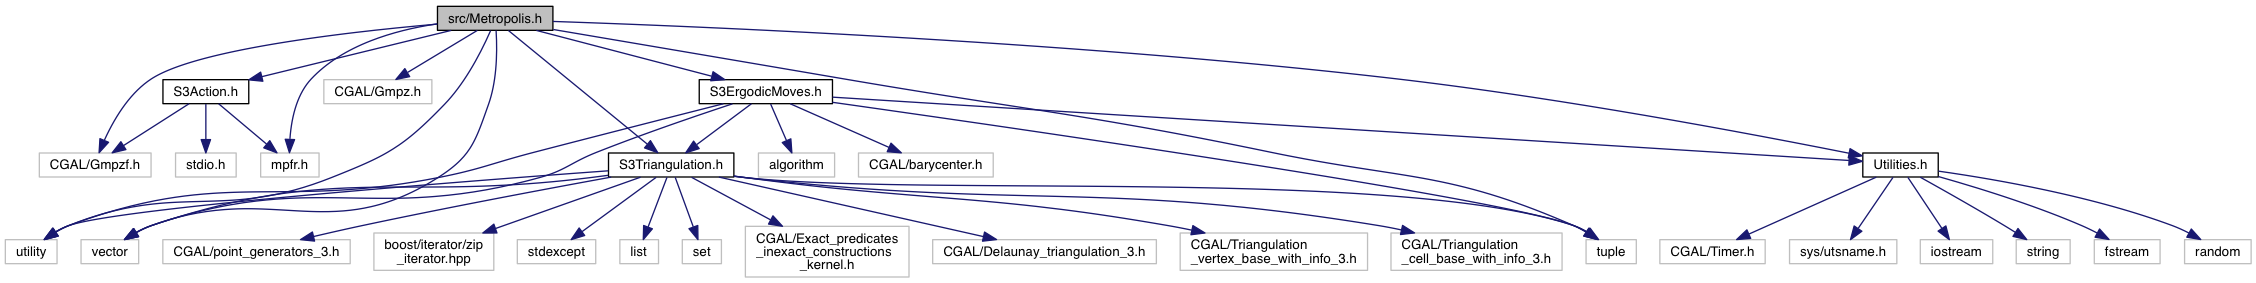 src/Metropolis.h
S3Action.h
CGAL/Gmpz.h
S3ErgodicMoves.h
CGAL/Gmpzf.h
stdio.h
mpfr.h
S3Triangulation.h
algorithm
CGAL/barycenter.h
Utilities.h
utility
vector
CGAL/point_generators_3.h
boost/iterator/zip
_iterator.hpp
stdexcept
list
set
CGAL/Exact_predicates
_inexact_constructions
_kernel.h
CGAL/Delaunay_triangulation_3.h
CGAL/Triangulation
_vertex_base_with_info_3.h
CGAL/Triangulation
_cell_base_with_info_3.h
tuple
CGAL/Timer.h
sys/utsname.h
iostream
string
fstream
random